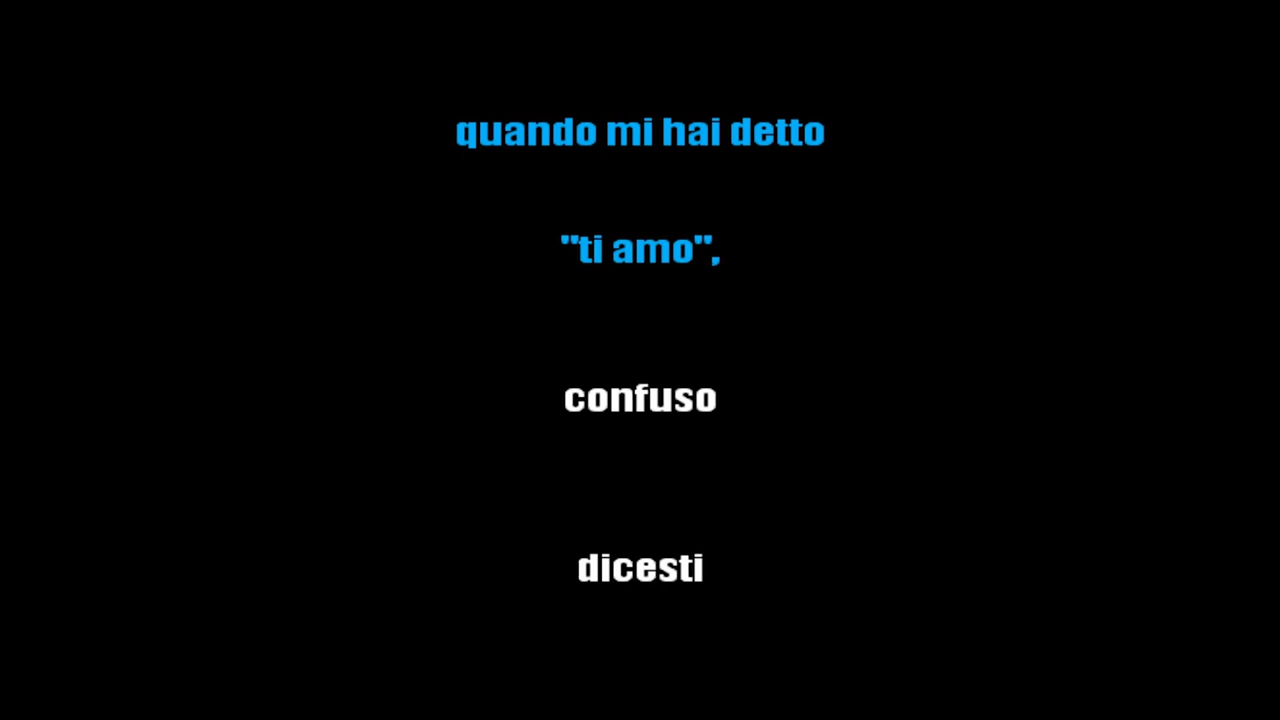 quando mi hai detto
"ti amo",
confuso
dicesti